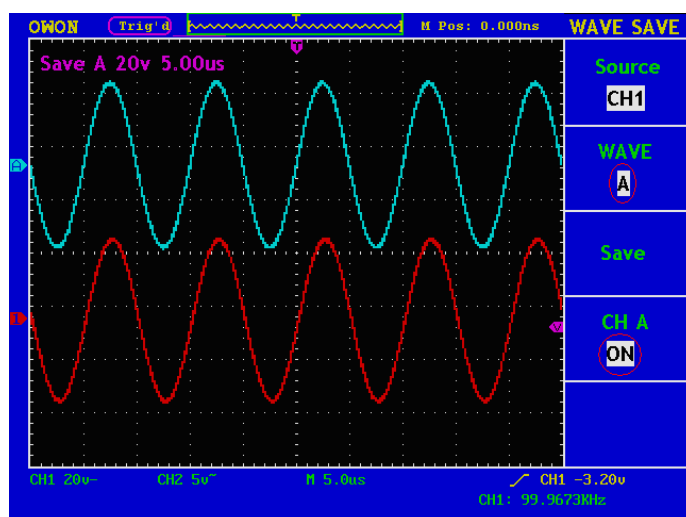 OWON Trig'd T M Pos: 0.000ns WAVE SAVE
T
Save A 20v 5.00us
Source
CH1
WAVE
A
A
Save
1
CH A
ON
CH1 20v- CH2 5v~ M 5.0us CH1 -3.20v
CH1: 99.9673KHz